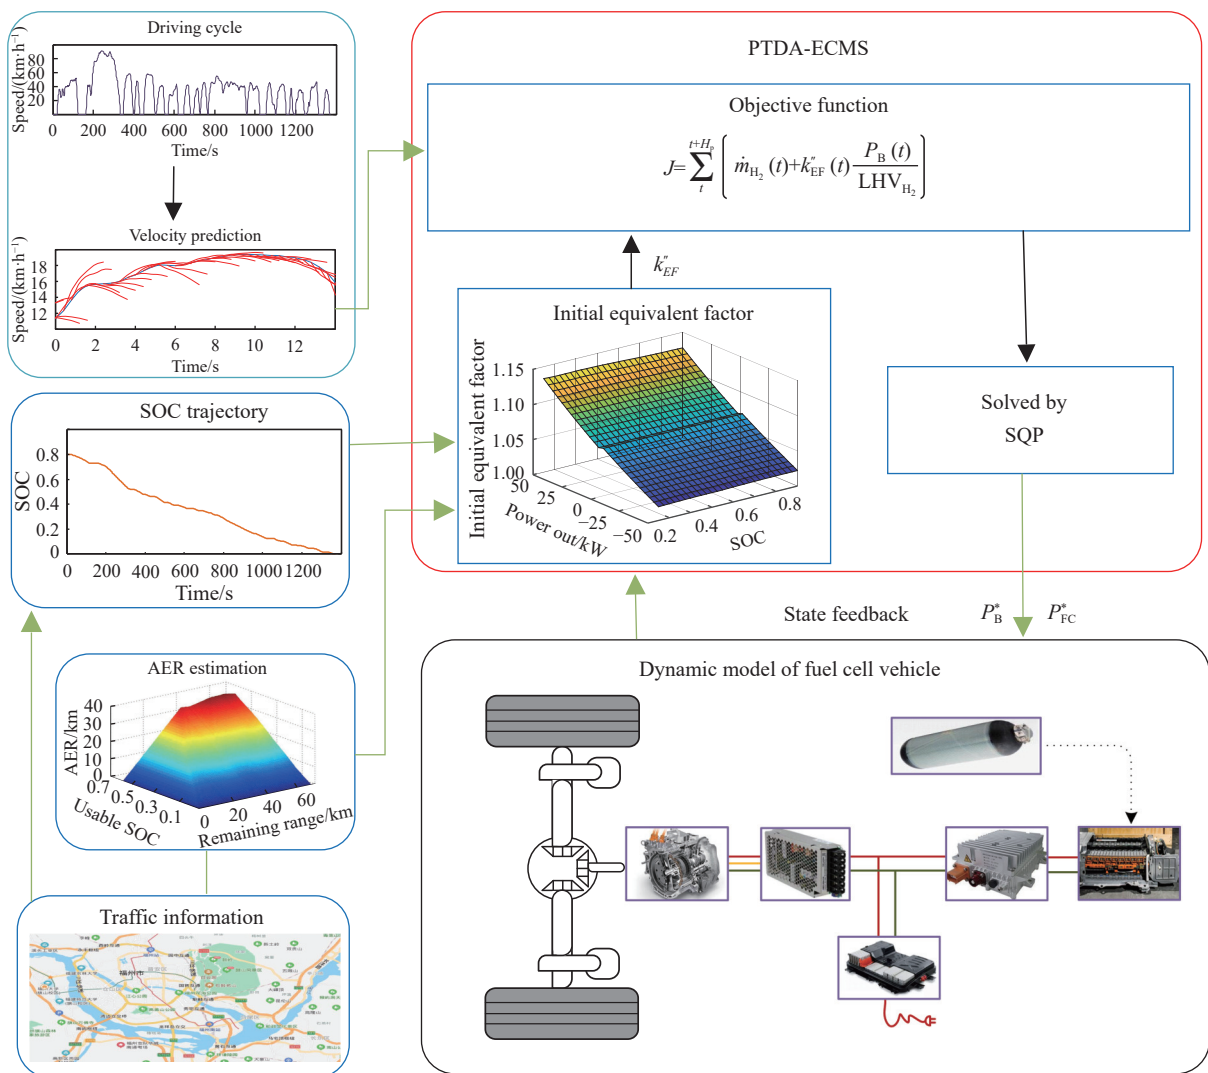 Driving cycle
Speed/(km·h⁻¹)
80
60
40
20
0 200 400 600 800 1000 1200
Time/s
Velocity prediction
Speed/(km·h⁻¹)
18
16
14
12
0 2 4 6 8 10 12
Time/s
SOC trajectory
SOC
0.8
0.6
0.4
0.2
0
0 200 400 600 800 1000 1200
Time/s
AER estimation
AER/km
40
30
20
10
0
0.7 0.5 0.3 0.1
Usable SOC
0 20 40 60
Remaining range/km
Traffic information
福州市
PTDA-ECMS
Objective function
J=∑ₜ^{t+Hₚ} [ ṁ_{H₂}(t)+k″_{EF}(t) P_B(t)/LHV_{H₂} ]
k″_{EF}
Initial equivalent factor
Initial equivalent factor
1.15
1.10
1.05
1.00
50 25 0 −25 −50
Power out/kW
0.2 0.4 0.6 0.8
SOC
Solved by
SQP
State feedback
P*_B P*_{FC}
Dynamic model of fuel cell vehicle